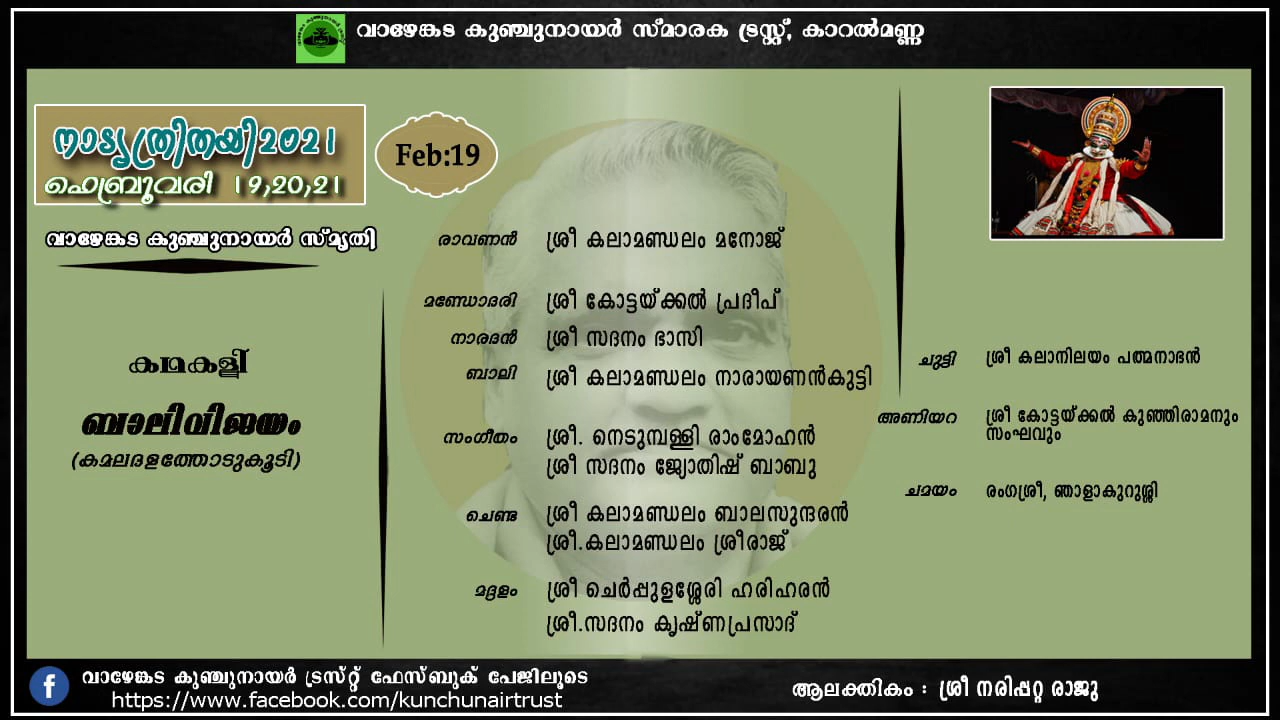 വാഴേങ്കട കുഞ്ചുനായർ സ്മാരക ട്രസ്റ്റ്, കാറൽമണ്ണ
നാട്യത്രിതയി2021
ഫെബ്രുവരി 19,20,21
Feb:19
വാഴേങ്കട കുഞ്ചുനായർ സ്മൃതി
കഥകളി
ബാലിവിജയം
(കമലദളത്തോടുകൂടി)
രാവണൻ ശ്രീ കലാമണ്ഡലം മനോജ്
മണ്ഡോദരി ശ്രീ കോട്ടയ്ക്കൽ പ്രദീപ്
നാരദൻ ശ്രീ സദനം ഭാസി
ബാലി ശ്രീ കലാമണ്ഡലം നാരായണൻകുട്ടി
സംഗീതം ശ്രീ. നെടുമ്പള്ളി രാംമോഹൻ
ശ്രീ സദനം ജ്യോതിഷ് ബാബു
ചെണ്ട ശ്രീ കലാമണ്ഡലം ബാലസുന്ദരൻ
ശ്രീ.കലാമണ്ഡലം ശ്രീരാജ്
മദ്ദളം ശ്രീ ചെർപ്പുളശ്ശേരി ഹരിഹരൻ
ശ്രീ.സദനം കൃഷ്ണപ്രസാദ്
ചുട്ടി ശ്രീ കലാനിലയം പത്മനാഭൻ
അണിയറ ശ്രീ കോട്ടയ്ക്കൽ കുഞ്ഞിരാമനും
സംഘവും
ചമയം രംഗശ്രീ, ഞാളാകുറുശ്ശി
വാഴേങ്കട കുഞ്ചുനായർ ട്രസ്റ്റ് ഫേസ്ബുക് പേജിലൂടെ
https://www.facebook.com/kunchunairtrust
ആലക്തികം : ശ്രീ നരിപ്പറ്റ രാജു